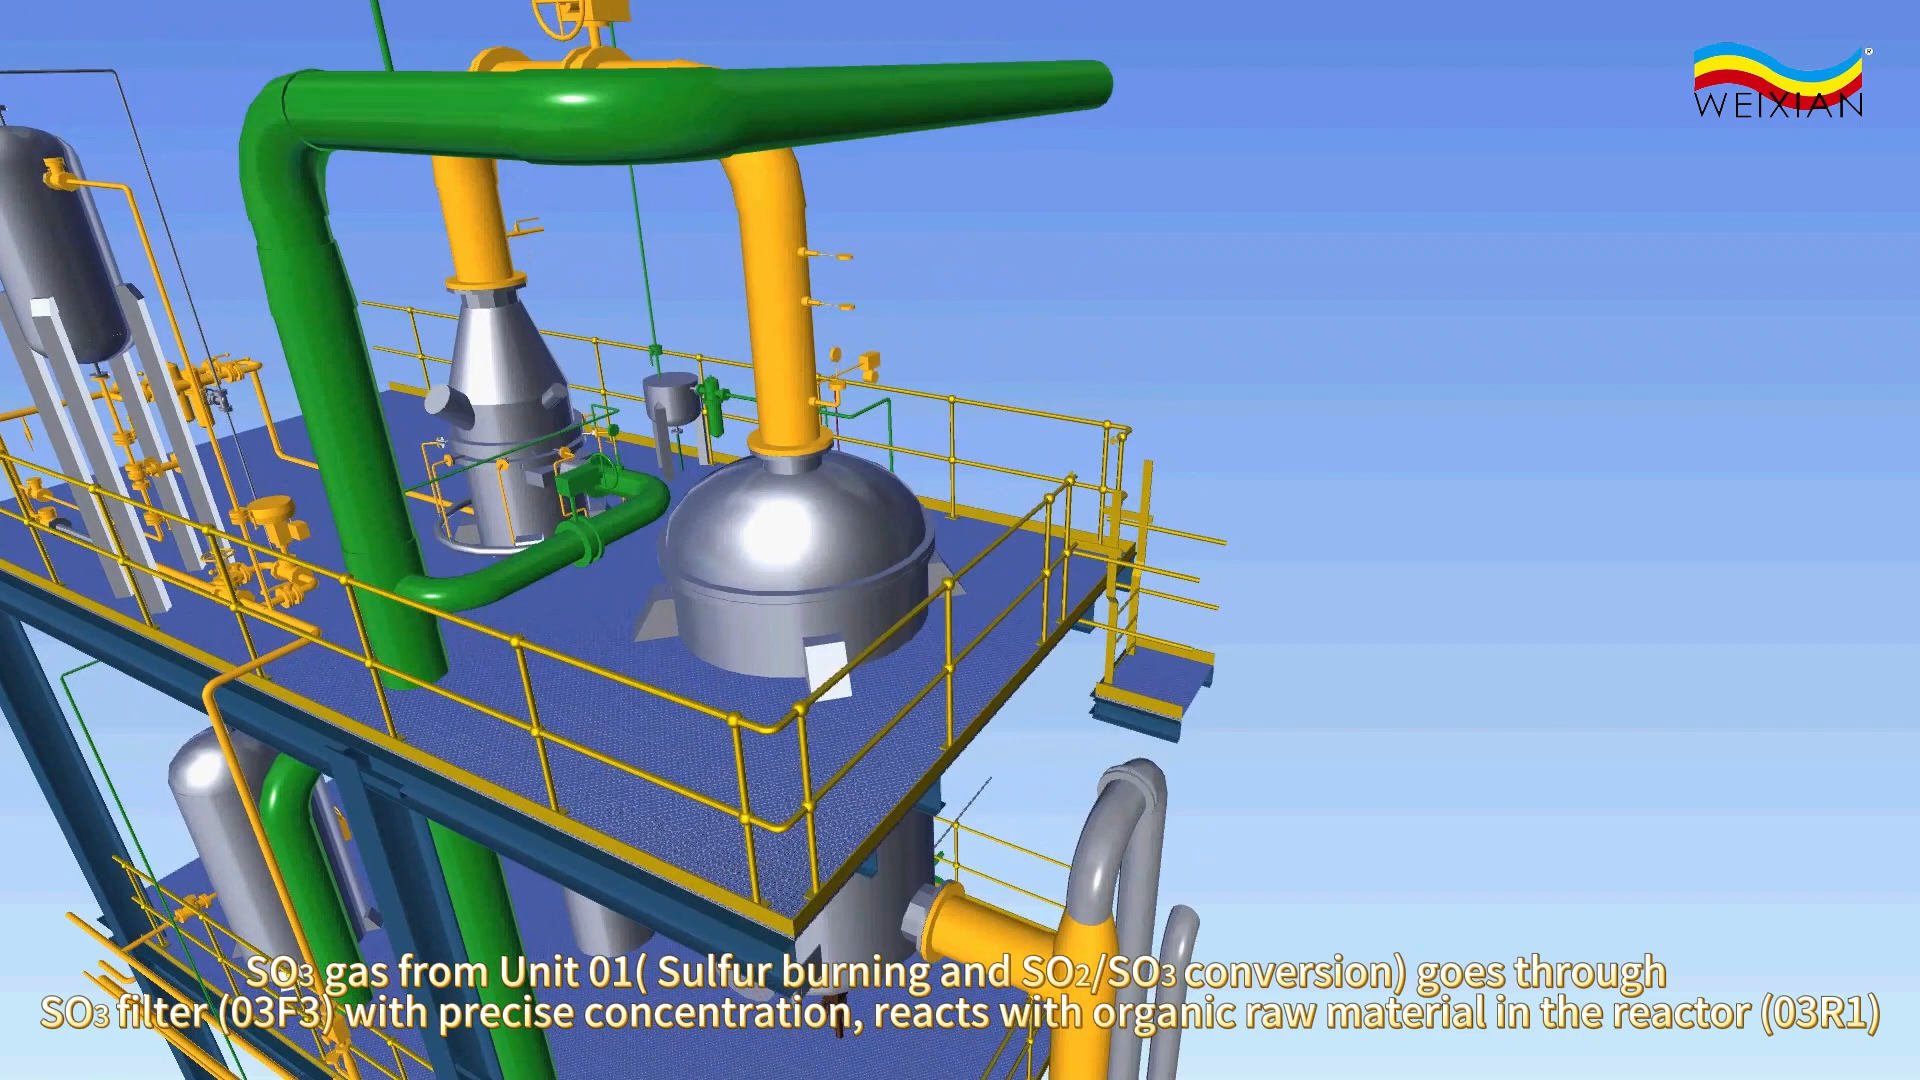 WEIXIAN®
SO3 gas from Unit 01( Sulfur burning and SO2/SO3 conversion) goes through
SO3 filter (03F3) with precise concentration, reacts with organic raw material in the reactor (03R1)